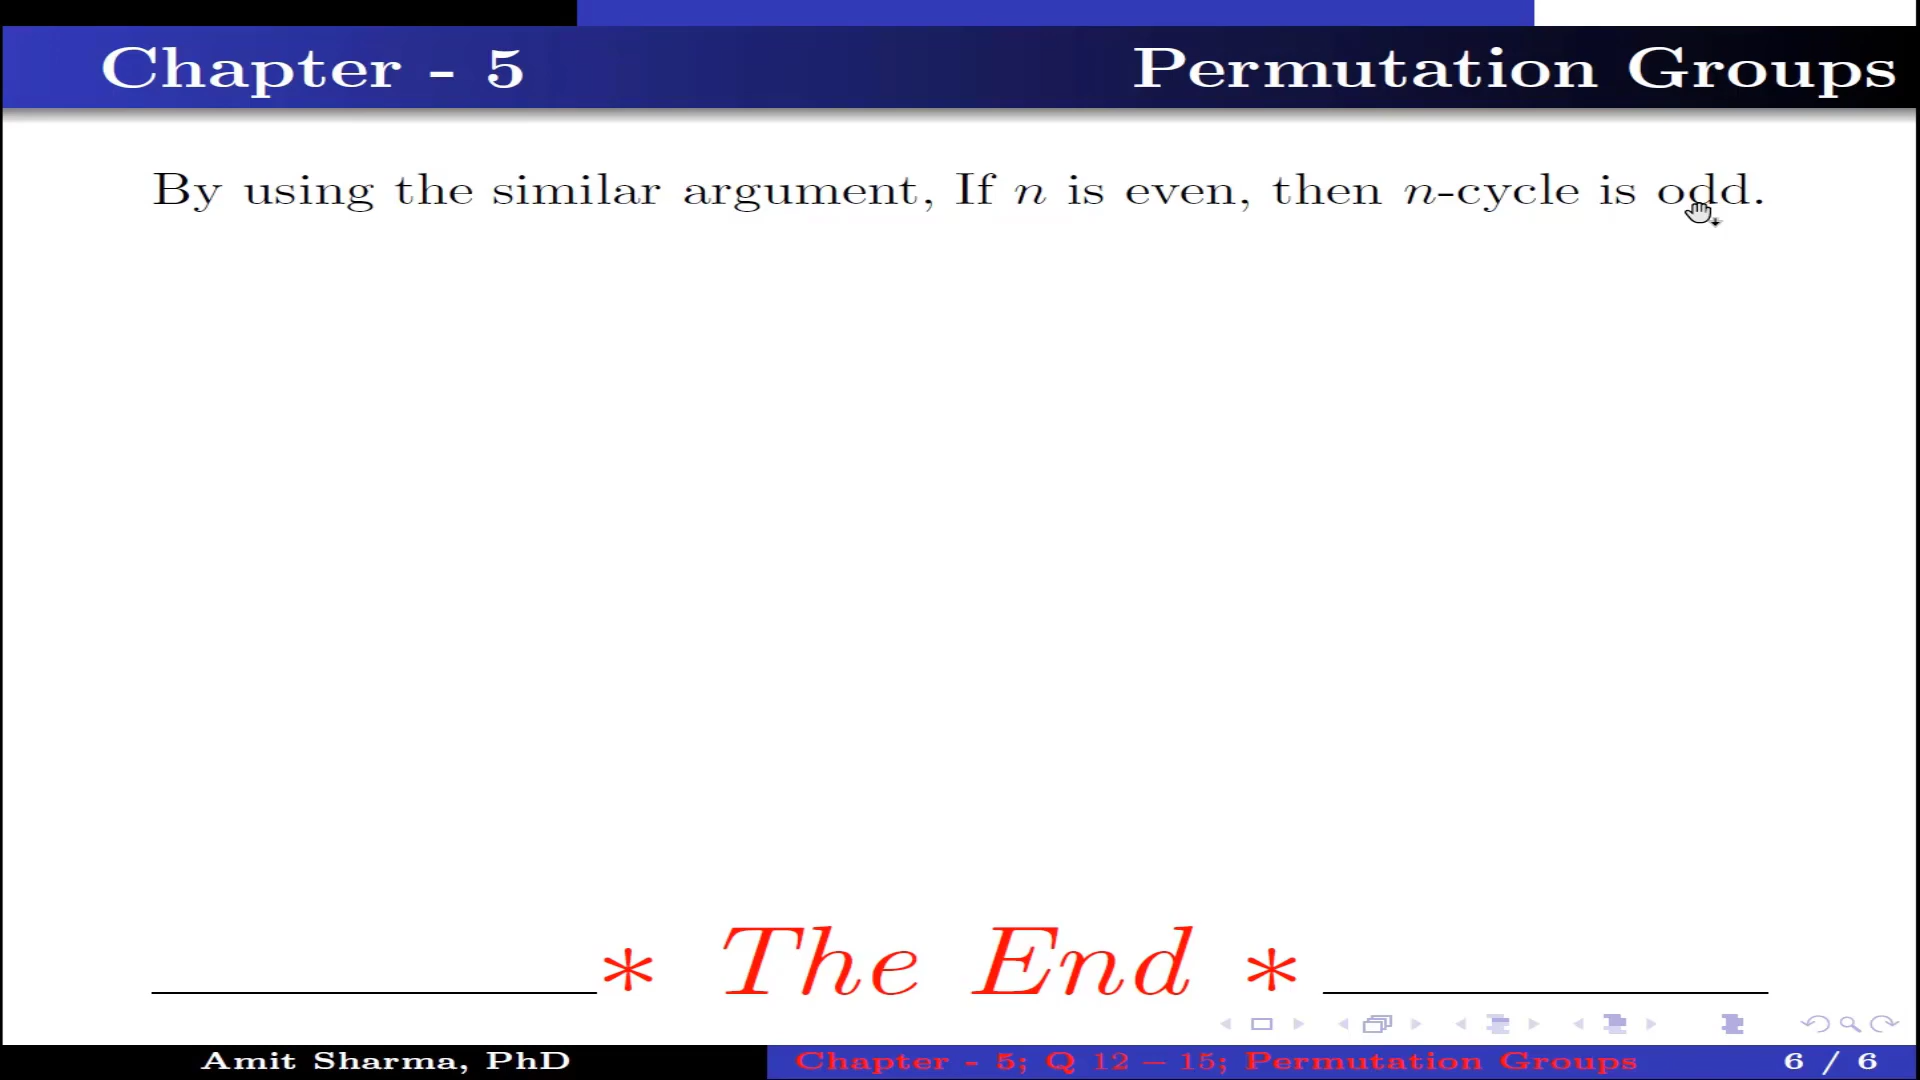 Chapter - 5 Permutation Groups
By using the similar argument, If n is even, then n-cycle is odd.
* The End *
Amit Sharma, PhD Chapter - 5; Q 12 – 15; Permutation Groups 6 / 6